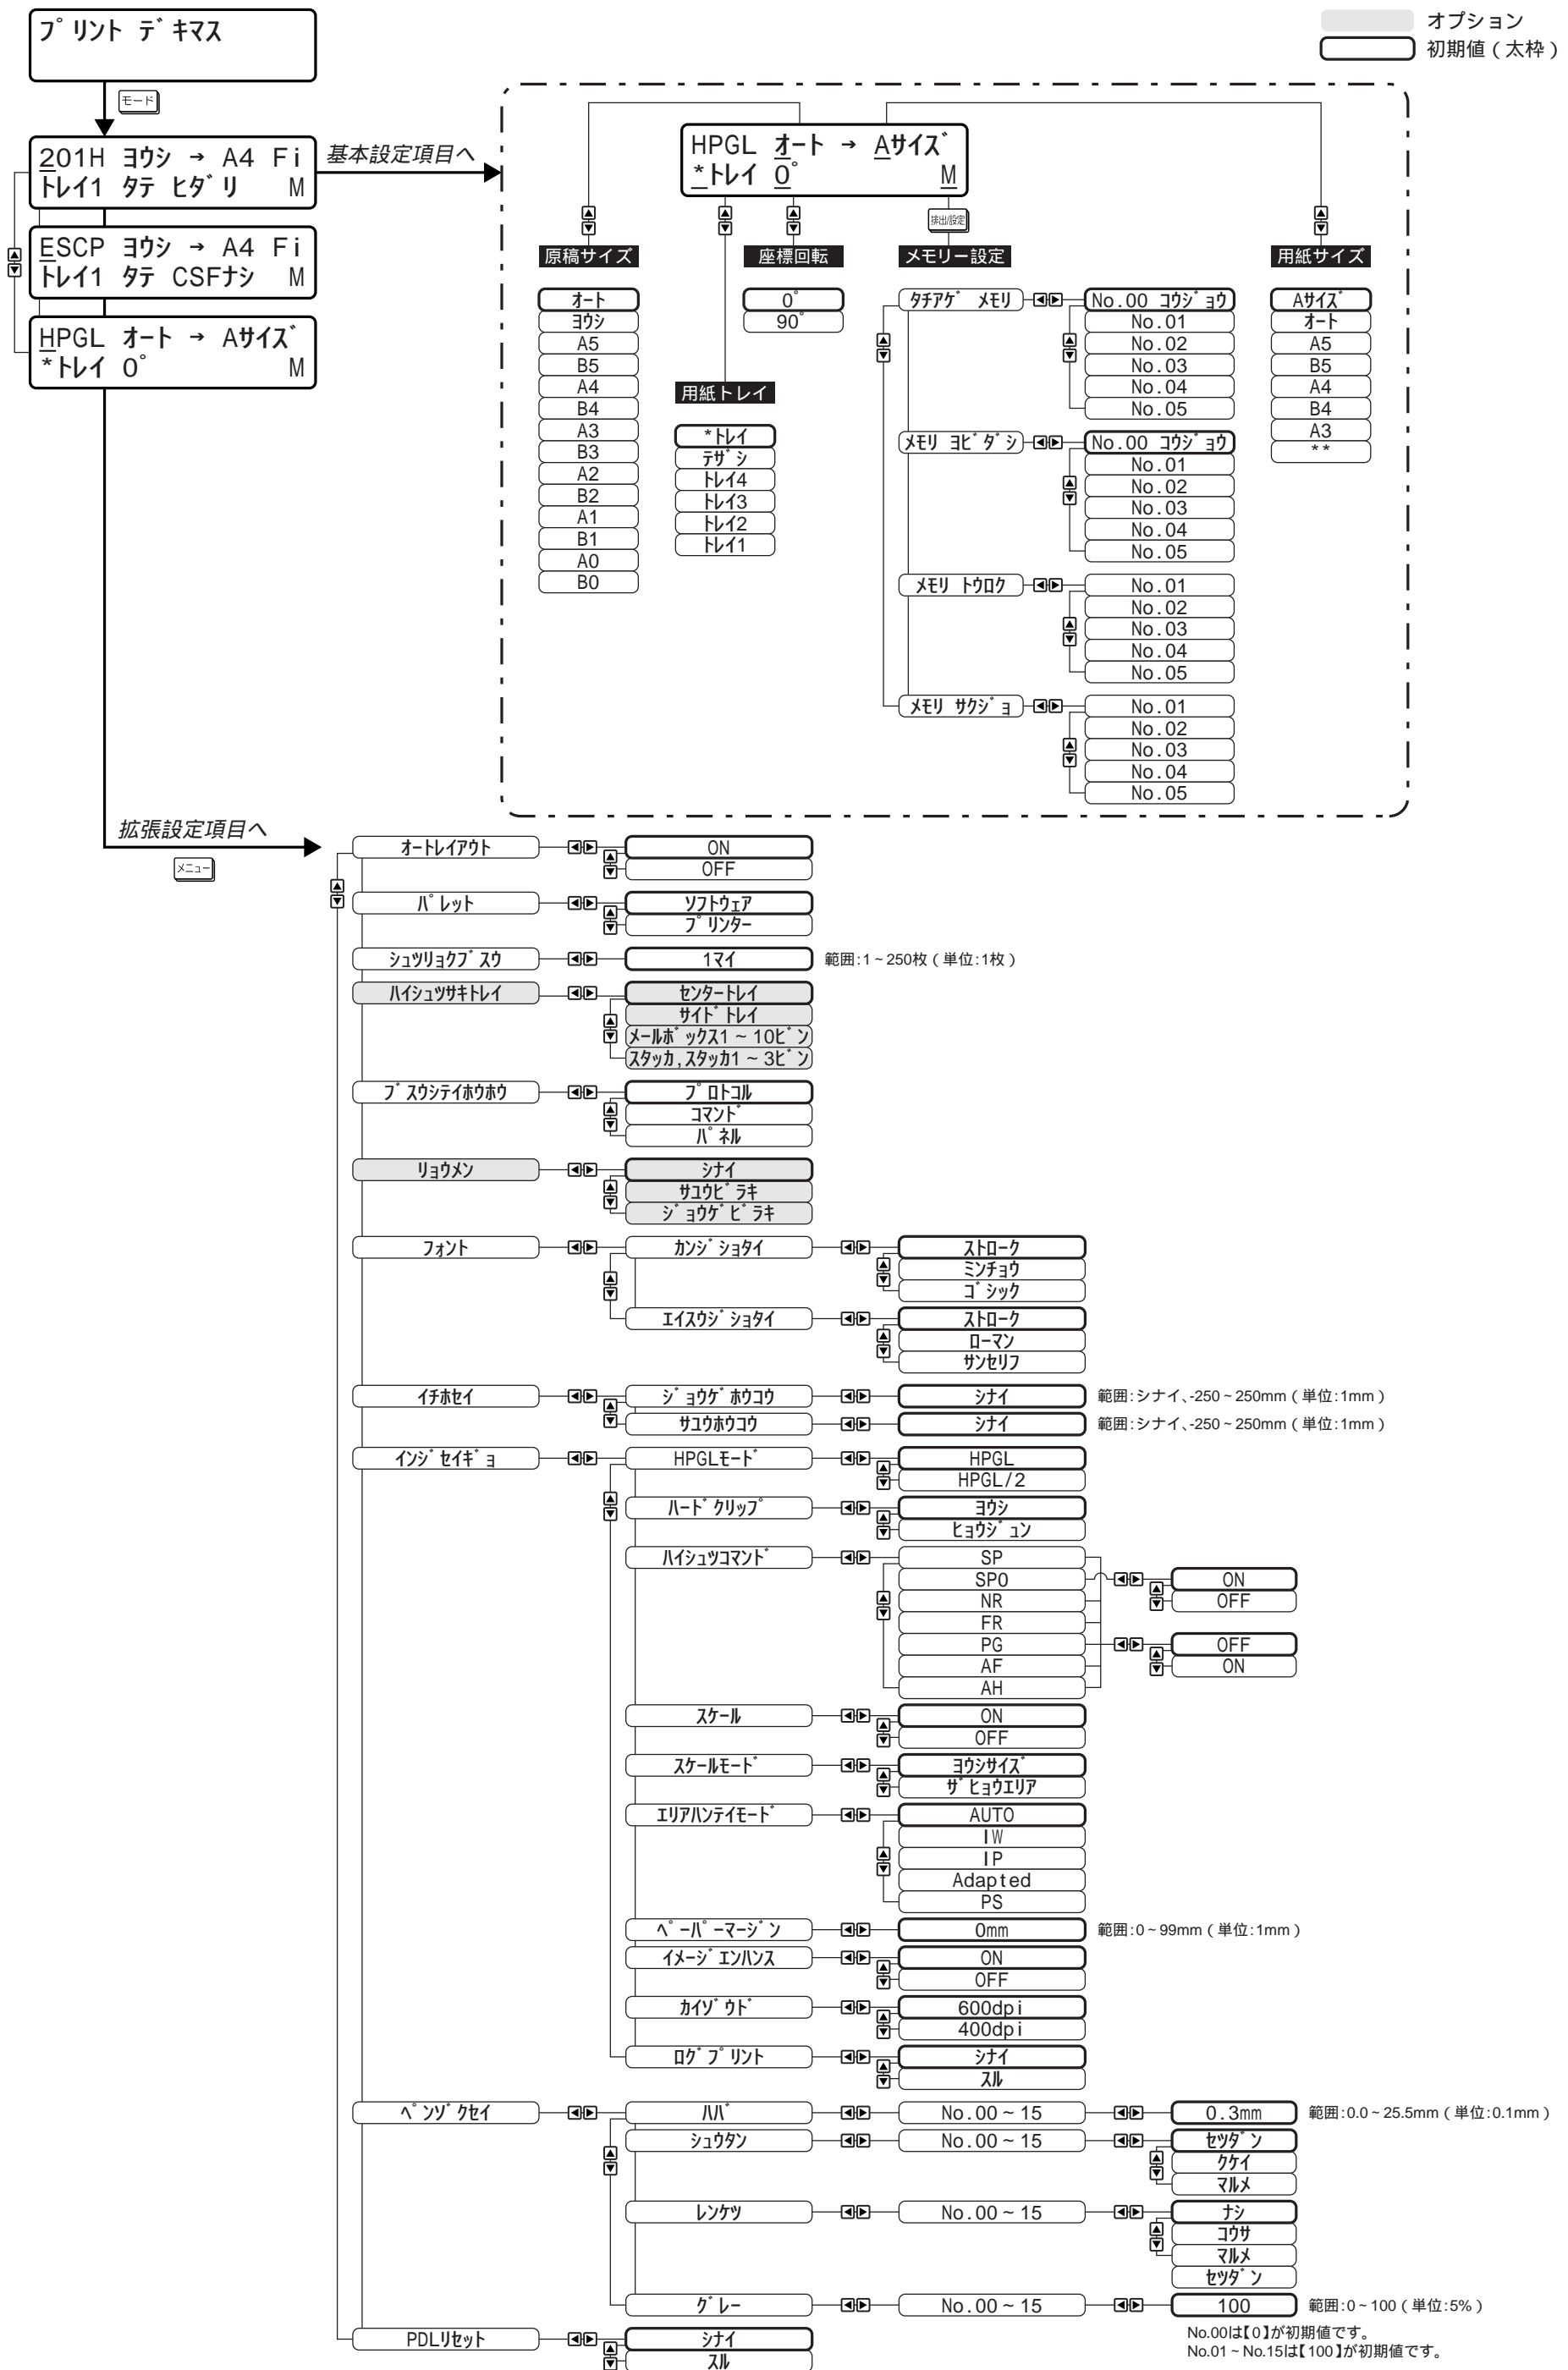 プリント デキマス
オプション
初期値（太枠）
モード
201H ヨウシ → A4 Fi
トレイ1 タテ ヒダリ M
基本設定項目へ
ESCP ヨウシ → A4 Fi
トレイ1 タテ CSFナシ M
HPGL オート → Aサイズ
*トレイ 0° M
HPGL オート → Aサイズ
*トレイ 0° M
排出/設定
原稿サイズ
オート
ヨウシ
A5
B5
A4
B4
A3
B3
A2
B2
A1
B1
A0
B0
用紙トレイ
*トレイ
テザシ
トレイ4
トレイ3
トレイ2
トレイ1
座標回転
0°
90°
メモリー設定
タチアゲ メモリ
No.00 コウジョウ
No.01
No.02
No.03
No.04
No.05
メモリ ヨビダシ
No.00 コウジョウ
No.01
No.02
No.03
No.04
No.05
メモリ トウロク
No.01
No.02
No.03
No.04
No.05
メモリ サクジョ
No.01
No.02
No.03
No.04
No.05
用紙サイズ
Aサイズ
オート
A5
B5
A4
B4
A3
**
拡張設定項目へ
メニュー
オートレイアウト
ON
OFF
パレット
ソフトウェア
プリンター
シュツリョクブスウ
1マイ
範囲:1~250枚（単位:1枚）
ハイシュツサキトレイ
センタートレイ
サイドトレイ
メールボックス1~10ビン
スタッカ,スタッカ1~3ビン
ブスウシテイホウホウ
プロトコル
コマンド
パネル
リョウメン
シナイ
サユウビラキ
ジョウゲビラキ
フォント
カンジショタイ
ストローク
ミンチョウ
ゴシック
エイスウジショタイ
ストローク
ローマン
サンセリフ
イチホセイ
ジョウゲホウコウ
シナイ
範囲:シナイ、-250~250mm（単位:1mm）
サユウホウコウ
シナイ
範囲:シナイ、-250~250mm（単位:1mm）
インジセイギョ
HPGLモード
HPGL
HPGL/2
ハードクリップ
ヨウシ
ヒョウジュン
ハイシュツコマンド
SP
SP0
NR
FR
PG
AF
AH
ON
OFF
OFF
ON
スケール
ON
OFF
スケールモード
ヨウシサイズ
ザヒョウエリア
エリアハンテイモード
AUTO
IW
IP
Adapted
PS
ペーパーマージン
0mm
範囲:0~99mm（単位:1mm）
イメージエンハンス
ON
OFF
カイゾウド
600dpi
400dpi
ログプリント
シナイ
スル
ペンゾクセイ
ハバ
No.00~15
0.3mm
範囲:0.0~25.5mm（単位:0.1mm）
シュウタン
No.00~15
セツダン
クケイ
マルメ
レンケツ
No.00~15
ナシ
コウサ
マルメ
セツダン
グレー
No.00~15
100
範囲:0~100（単位:5%）
No.00は【0】が初期値です。
No.01~No.15は【100】が初期値です。
PDLリセット
シナイ
スル